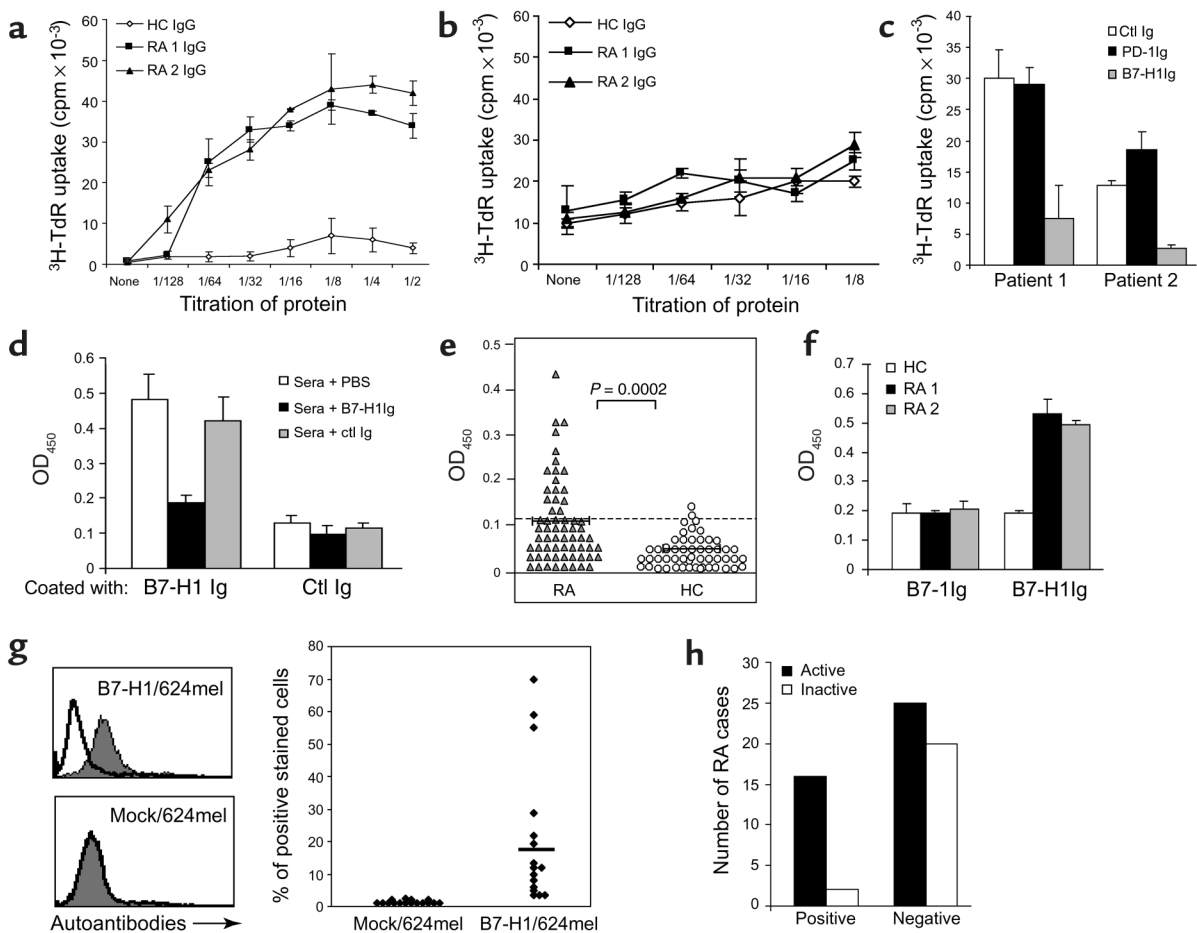 a
60
50
40
30
20
10
0
³H-TdR uptake (cpm × 10⁻³)
HC IgG
RA 1 IgG
RA 2 IgG
None 1/128 1/64 1/32 1/16 1/8 1/4 1/2
Titration of protein
b
60
50
40
30
20
10
0
³H-TdR uptake (cpm × 10⁻³)
HC IgG
RA 1 IgG
RA 2 IgG
None 1/128 1/64 1/32 1/16 1/8
Titration of protein
c
40
35
30
25
20
15
10
5
0
³H-TdR uptake (cpm × 10⁻³)
Ctl Ig
PD-1Ig
B7-H1Ig
Patient 1 Patient 2
d
0.6
0.5
0.4
0.3
0.2
0.1
0
OD450
Sera + PBS
Sera + B7-H1Ig
Sera + ctl Ig
Coated with: B7-H1 Ig Ctl Ig
e
0.5
0.4
0.3
0.2
0.1
0
OD450
P = 0.0002
RA HC
f
0.7
0.6
0.5
0.4
0.3
0.2
0.1
0
OD450
HC
RA 1
RA 2
B7-1Ig B7-H1Ig
g
B7-H1/624mel
Mock/624mel
Autoantibodies
80
70
60
50
40
30
20
10
0
% of positive stained cells
Mock/624mel B7-H1/624mel
h
30
25
20
15
10
5
0
Number of RA cases
Active
Inactive
Positive Negative